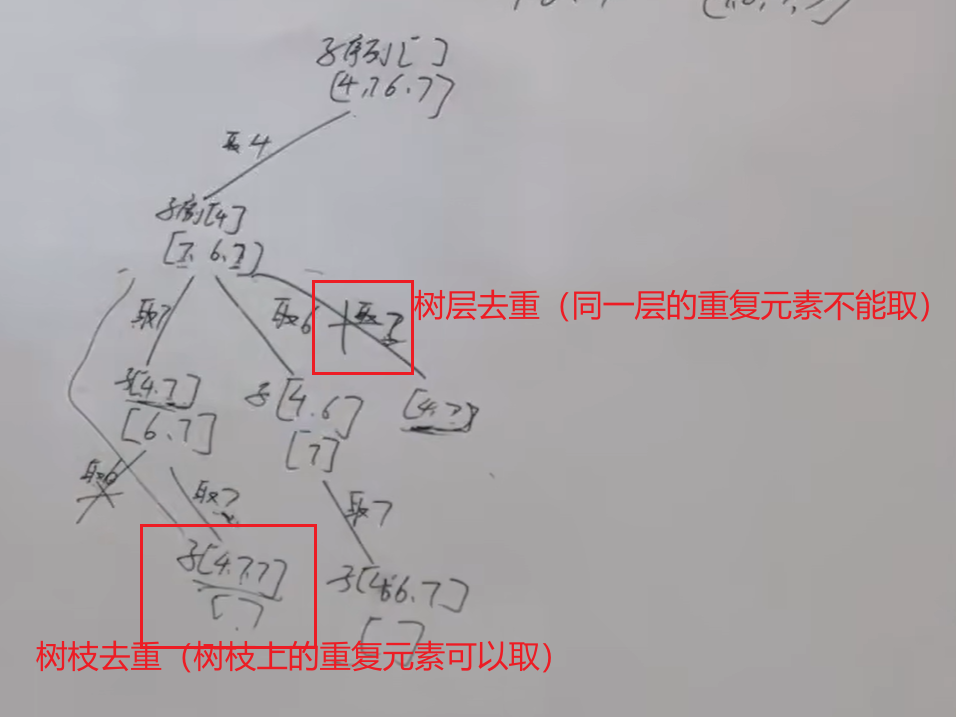 子序列[ ]
[4,7,6,7]
取4
子序列[4]
[7,6,7]
取7 取6 取7
树层去重（同一层的重复元素不能取）
子[4,7] 子[4,6] [4,7]
[6,7] [7]
取6 取7 取7
子[4,7,7] 子[4,6,7]
[ ] [ ]
树枝去重（树枝上的重复元素可以取）